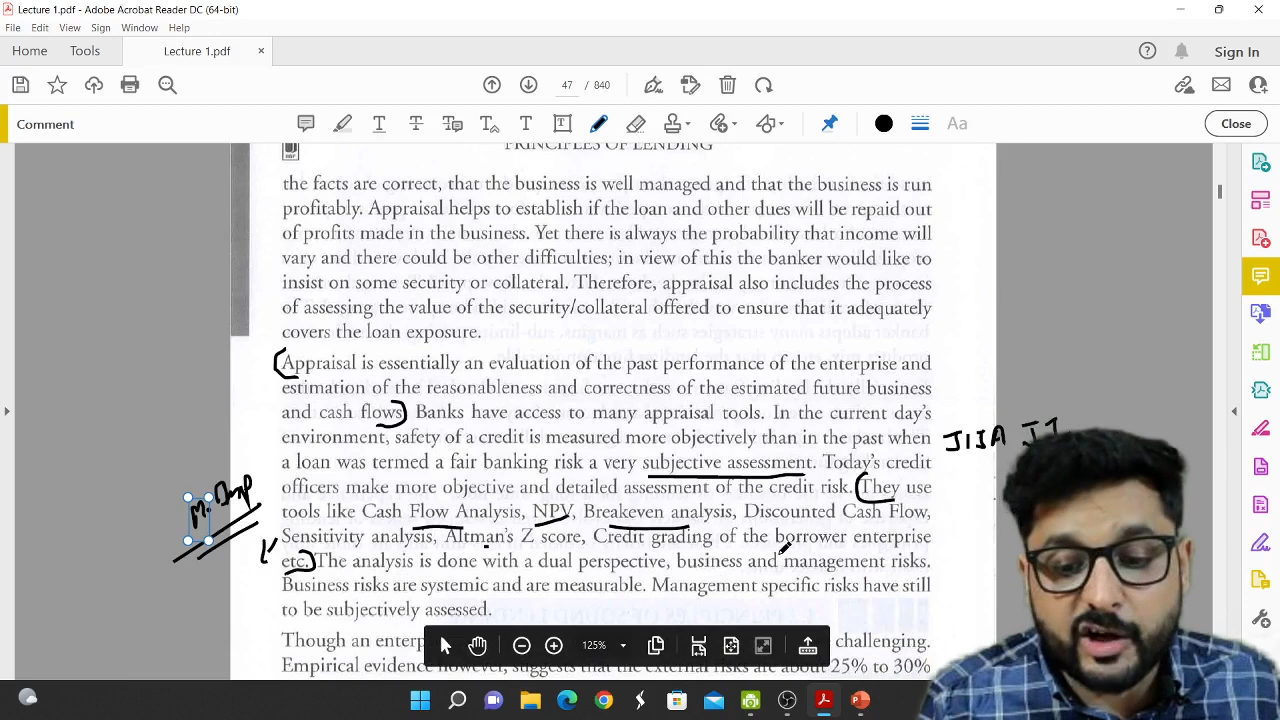 Lecture 1.pdf - Adobe Acrobat Reader DC (64-bit)
File Edit View Sign Window Help
Home Tools Lecture 1.pdf × Sign In
47 / 840
Comment Close
PRINCIPLES OF LENDING
the facts are correct, that the business is well managed and that the business is run
profitably. Appraisal helps to establish if the loan and other dues will be repaid out
of profits made in the business. Yet there is always the probability that income will
vary and there could be other difficulties; in view of this the banker would like to
insist on some security or collateral. Therefore, appraisal also includes the process
of assessing the value of the security/collateral offered to ensure that it adequately
covers the loan exposure.
Appraisal is essentially an evaluation of the past performance of the enterprise and
estimation of the reasonableness and correctness of the estimated future business
and cash flows. Banks have access to many appraisal tools. In the current day's
environment, safety of a credit is measured more objectively than in the past when
JIJA
a loan was termed a fair banking risk a very subjective assessment. Today's credit
officers make more objective and detailed assessment of the credit risk. They use
M. Imp
tools like Cash Flow Analysis, NPV, Breakeven analysis, Discounted Cash Flow,
Sensitivity analysis, Altman's Z score, Credit grading of the borrower enterprise
etc. The analysis is done with a dual perspective, business and management risks.
Business risks are systemic and are measurable. Management specific risks have still
to be subjectively assessed.
Though an enterp challenging.
125%
Empirical evidence however, suggests that the external risks are about 25% to 30%